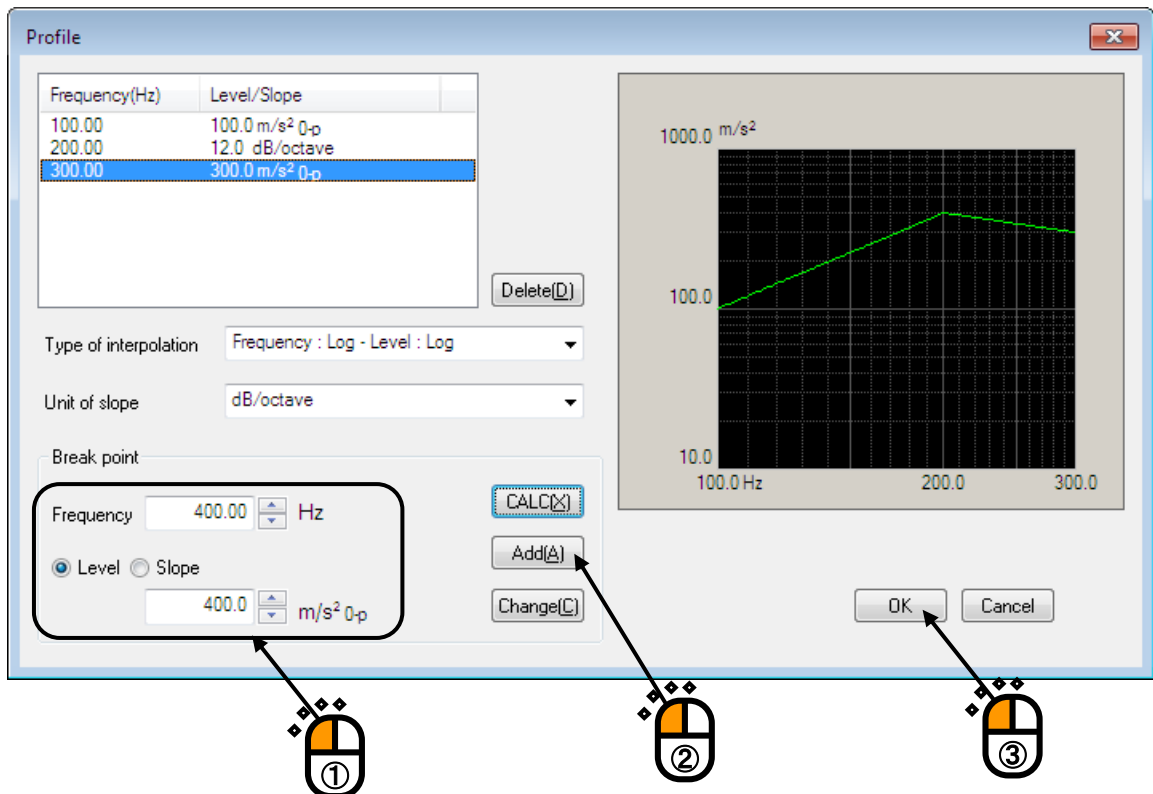 Profile
Frequency(Hz) Level/Slope
100.00 100.0 m/s² 0-p
200.00 12.0 dB/octave
300.00 300.0 m/s² 0-p
Delete(D)
Type of interpolation Frequency : Log - Level : Log
Unit of slope dB/octave
Break point
Frequency 400.00 Hz
Level Slope
400.0 m/s² 0-p
CALC(X)
Add(A)
Change(C)
1000.0 m/s²
100.0
10.0
100.0 Hz 200.0 300.0
OK Cancel
① ② ③